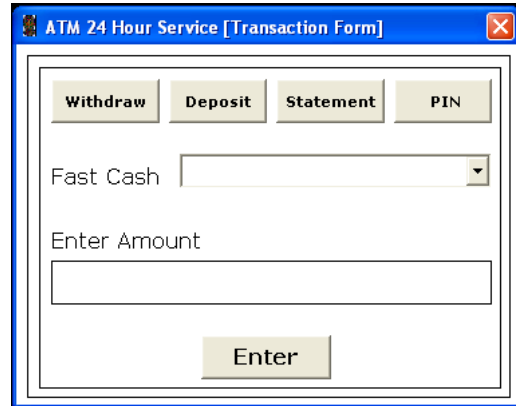 ATM 24 Hour Service [Transaction Form]
Withdraw Deposit Statement PIN
Fast Cash
Enter Amount
Enter